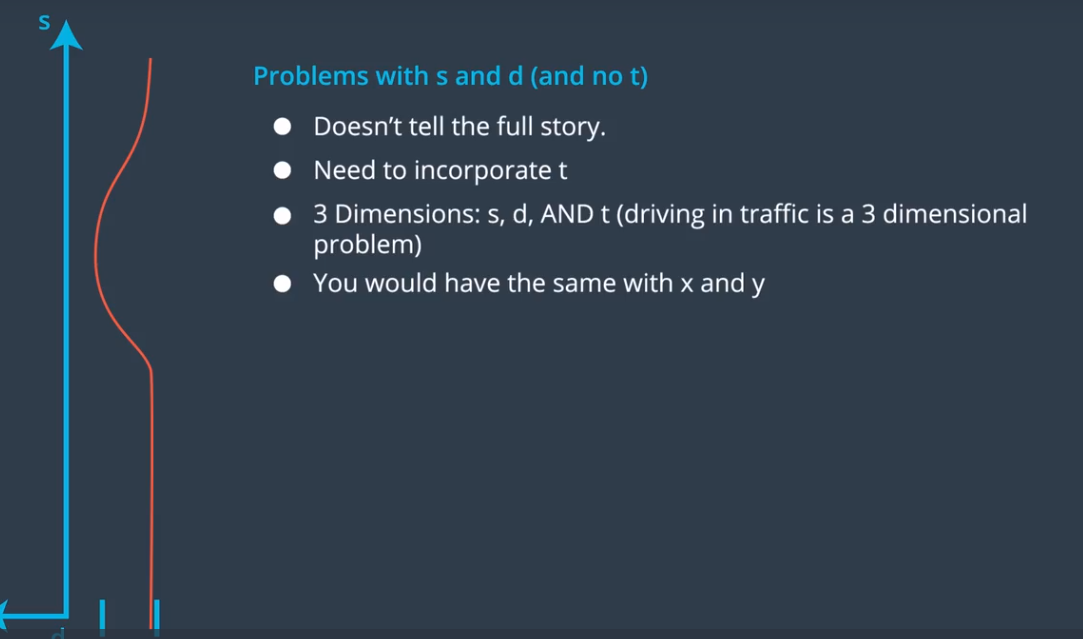 s
Problems with s and d (and no t)
Doesn’t tell the full story.
Need to incorporate t
3 Dimensions: s, d, AND t (driving in traffic is a 3 dimensional
problem)
You would have the same with x and y
d